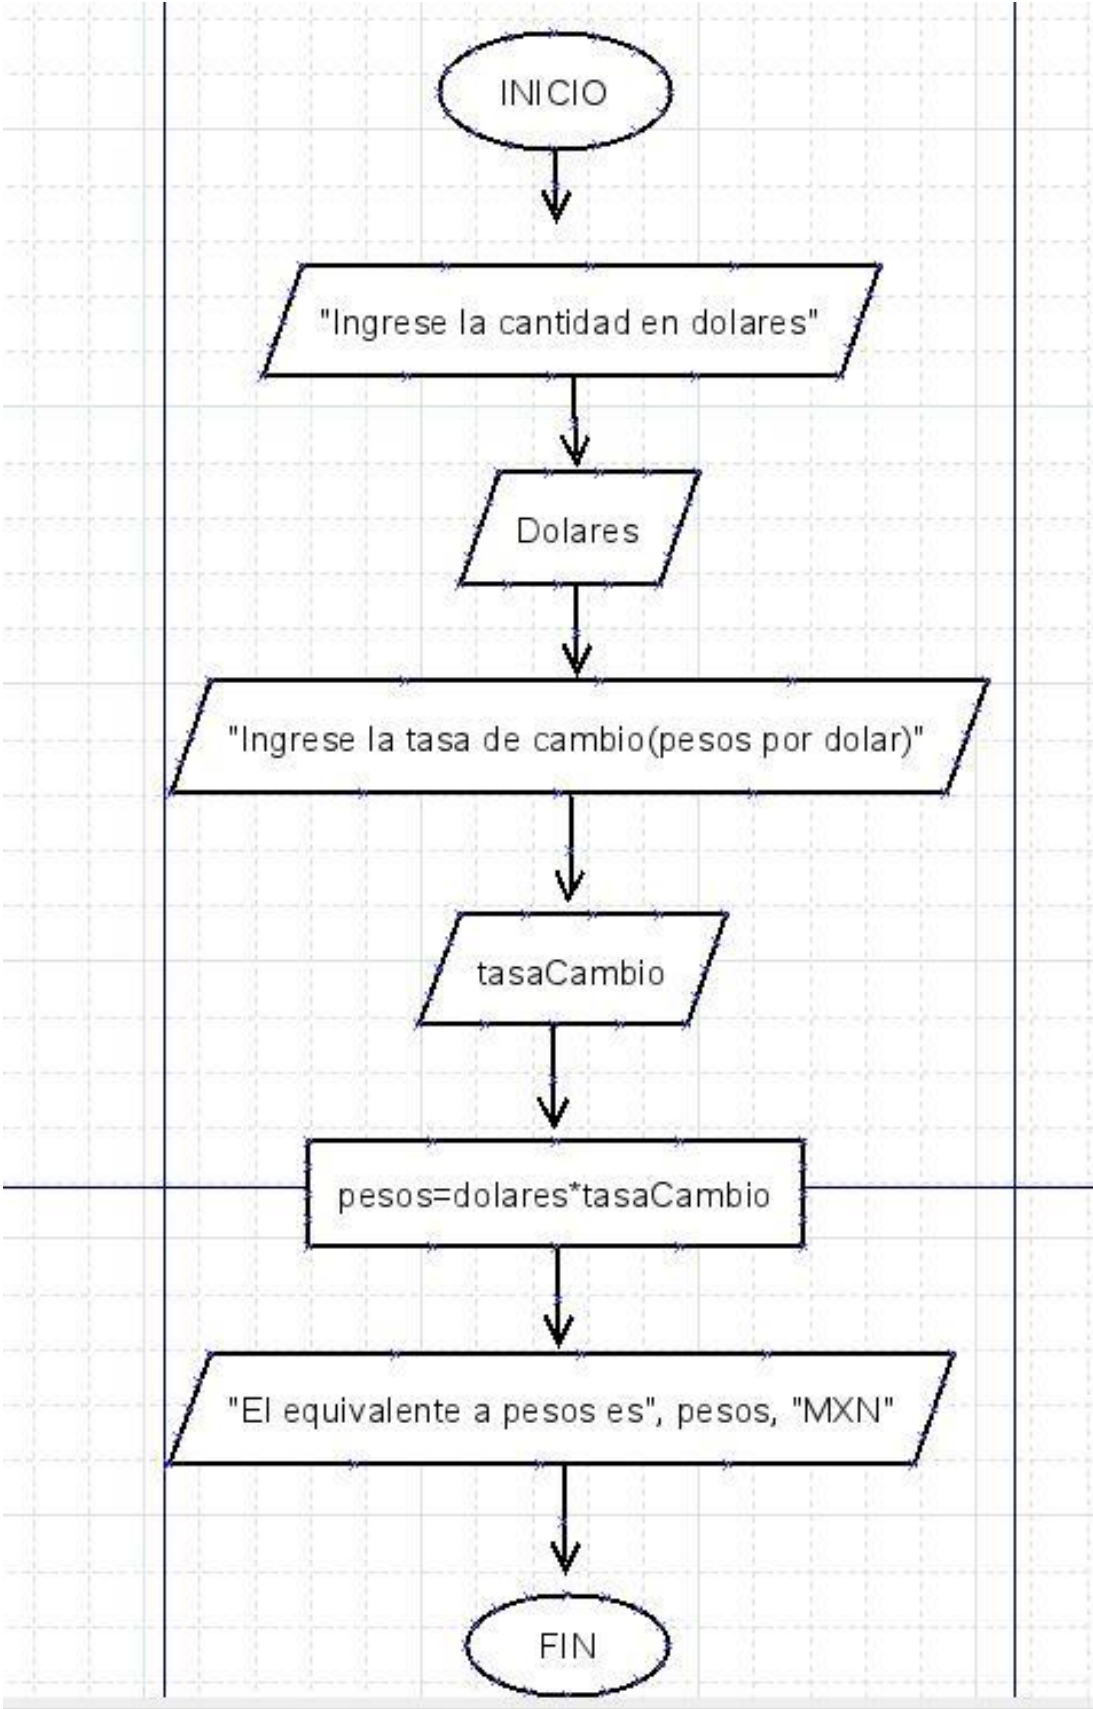 INICIO
"Ingrese la cantidad en dolares"
Dolares
"Ingrese la tasa de cambio(pesos por dolar)"
tasaCambio
pesos=dolares*tasaCambio
"El equivalente a pesos es", pesos, "MXN"
FIN